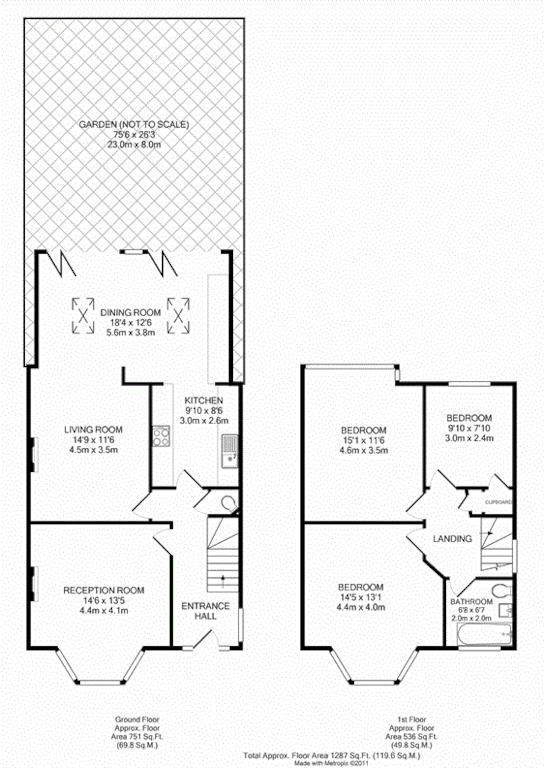 GARDEN (NOT TO SCALE)
75'6 x 26'3
23.0m x 8.0m
DINING ROOM
18'4 x 12'6
5.6m x 3.8m
KITCHEN
9'10 x 8'6
3.0m x 2.6m
LIVING ROOM
14'9 x 11'6
4.5m x 3.5m
RECEPTION ROOM
14'6 x 13'5
4.4m x 4.1m
ENTRANCE
HALL
BEDROOM
15'1 x 11'6
4.6m x 3.5m
BEDROOM
9'10 x 7'10
3.0m x 2.4m
CUPBOARD
LANDING
BEDROOM
14'5 x 13'1
4.4m x 4.0m
BATHROOM
6'8 x 6'7
2.0m x 2.0m
Ground Floor
Approx. Floor
Area 751 Sq.Ft.
(69.8 Sq.M.)
1st Floor
Approx. Floor
Area 536 Sq.Ft.
(49.8 Sq.M.)
Total Approx. Floor Area 1287 Sq.Ft. (119.6 Sq.M.)
Made with Metropix ©2011